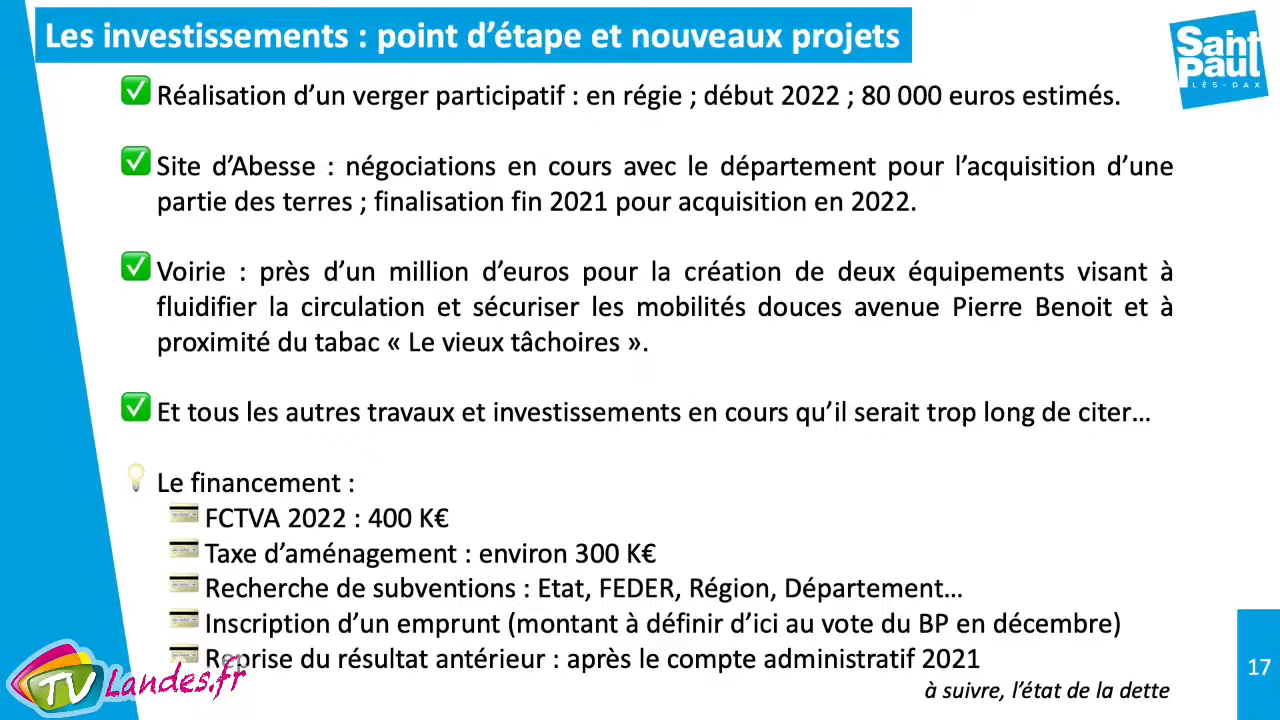 Les investissements : point d’étape et nouveaux projets
Saint
Paul
LÈS-DAX
Réalisation d’un verger participatif : en régie ; début 2022 ; 80 000 euros estimés.
Site d’Abesse : négociations en cours avec le département pour l’acquisition d’une
partie des terres ; finalisation fin 2021 pour acquisition en 2022.
Voirie : près d’un million d’euros pour la création de deux équipements visant à
fluidifier la circulation et sécuriser les mobilités douces avenue Pierre Benoit et à
proximité du tabac « Le vieux tâchoires ».
Et tous les autres travaux et investissements en cours qu’il serait trop long de citer…
Le financement :
FCTVA 2022 : 400 K€
Taxe d’aménagement : environ 300 K€
Recherche de subventions : Etat, FEDER, Région, Département…
Inscription d’un emprunt (montant à définir d’ici au vote du BP en décembre)
Reprise du résultat antérieur : après le compte administratif 2021
TV Landes.fr
17
à suivre, l’état de la dette